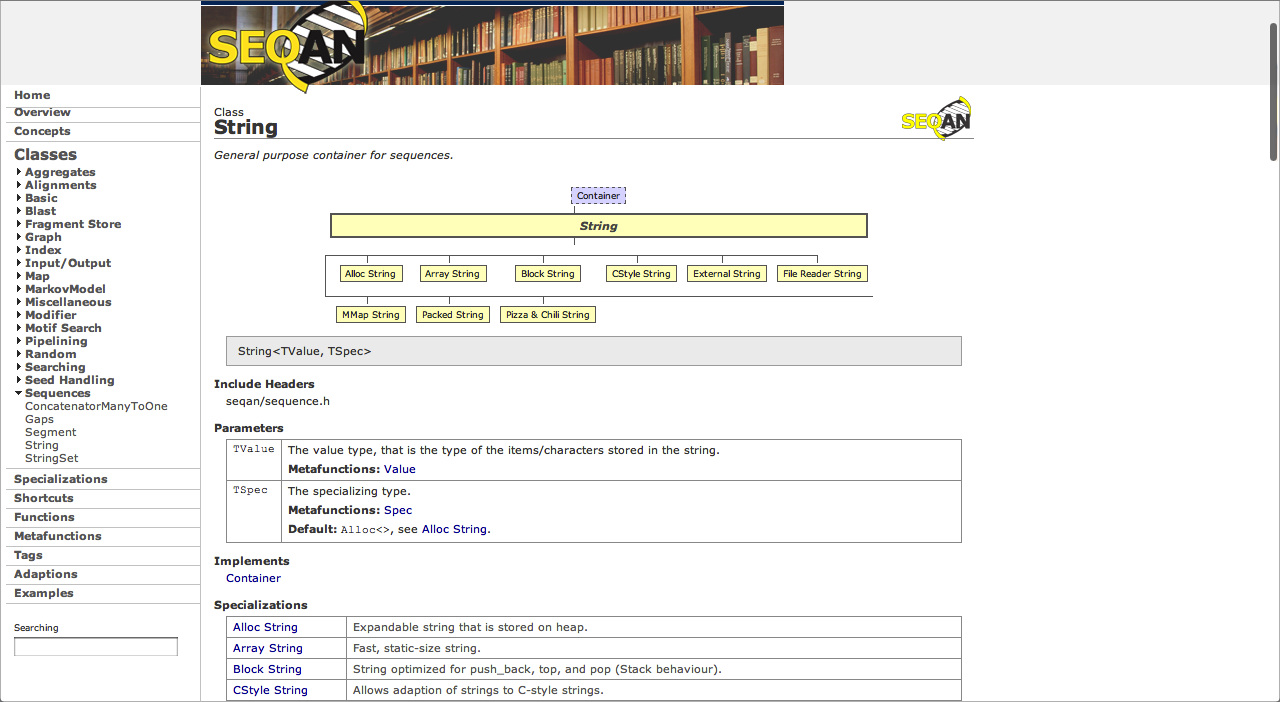 SEQAN
Home
Overview
Concepts
Classes
Aggregates
Alignments
Basic
Blast
Fragment Store
Graph
Index
Input/Output
Map
MarkovModel
Miscellaneous
Modifier
Motif Search
Pipelining
Random
Searching
Seed Handling
Sequences
ConcatenatorManyToOne
Gaps
Segment
String
StringSet
Specializations
Shortcuts
Functions
Metafunctions
Tags
Adaptions
Examples
Searching
Class
String
SEQAN
General purpose container for sequences.
Container
String
Alloc String Array String Block String CStyle String External String File Reader String
MMap String Packed String Pizza & Chili String
String<TValue, TSpec>
Include Headers
seqan/sequence.h
Parameters
TValue The value type, that is the type of the items/characters stored in the string.
Metafunctions: Value
TSpec The specializing type.
Metafunctions: Spec
Default: Alloc<>, see Alloc String.
Implements
Container
Specializations
Alloc String Expandable string that is stored on heap.
Array String Fast, static-size string.
Block String String optimized for push_back, top, and pop (Stack behaviour).
CStyle String Allows adaption of strings to C-style strings.